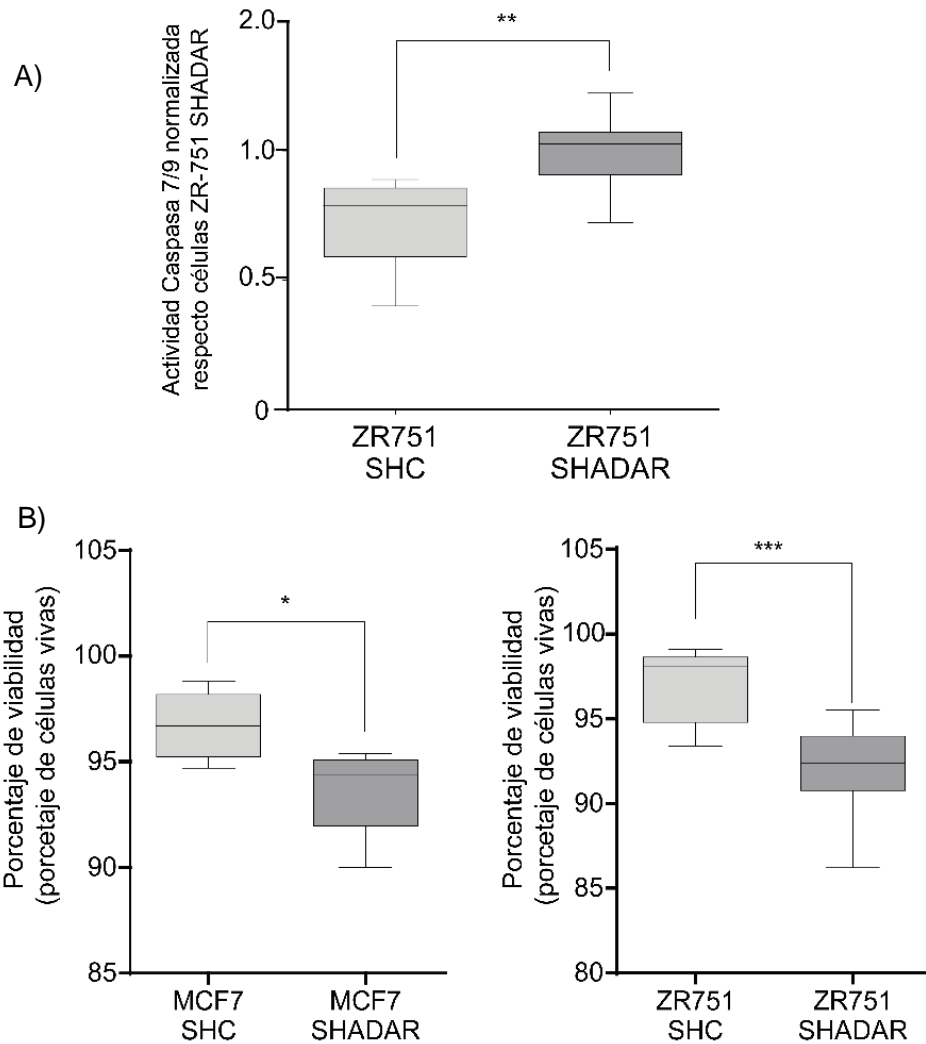 A)
Actividad Caspasa 7/9 normalizada
respecto células ZR-751 SHADAR
2.0
1.0
0.5
0
**
ZR751
SHC
ZR751
SHADAR
B)
Porcentaje de viabilidad
(porcetaje de células vivas)
105
100
95
90
85
*
MCF7
SHC
MCF7
SHADAR
Porcentaje de viabilidad
(porcetaje de células vivas)
105
100
95
90
85
80
***
ZR751
SHC
ZR751
SHADAR